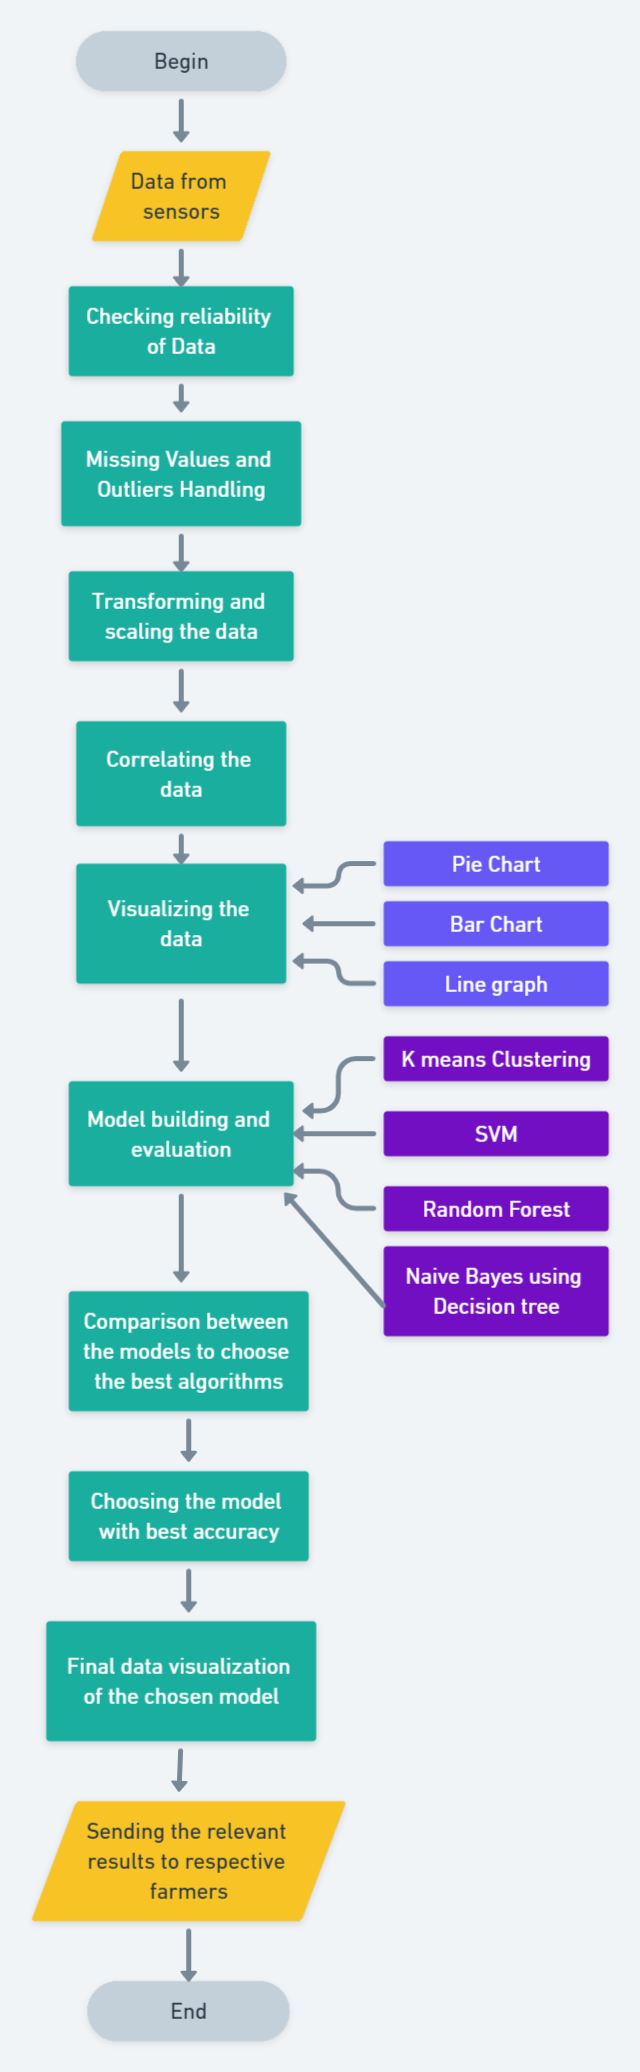 Begin
Data from
sensors
Checking reliability
of Data
Missing Values and
Outliers Handling
Transforming and
scaling the data
Correlating the
data
Visualizing the
data
Pie Chart
Bar Chart
Line graph
Model building and
evaluation
K means Clustering
SVM
Random Forest
Naive Bayes using
Decision tree
Comparison between
the models to choose
the best algorithms
Choosing the model
with best accuracy
Final data visualization
of the chosen model
Sending the relevant
results to respective
farmers
End